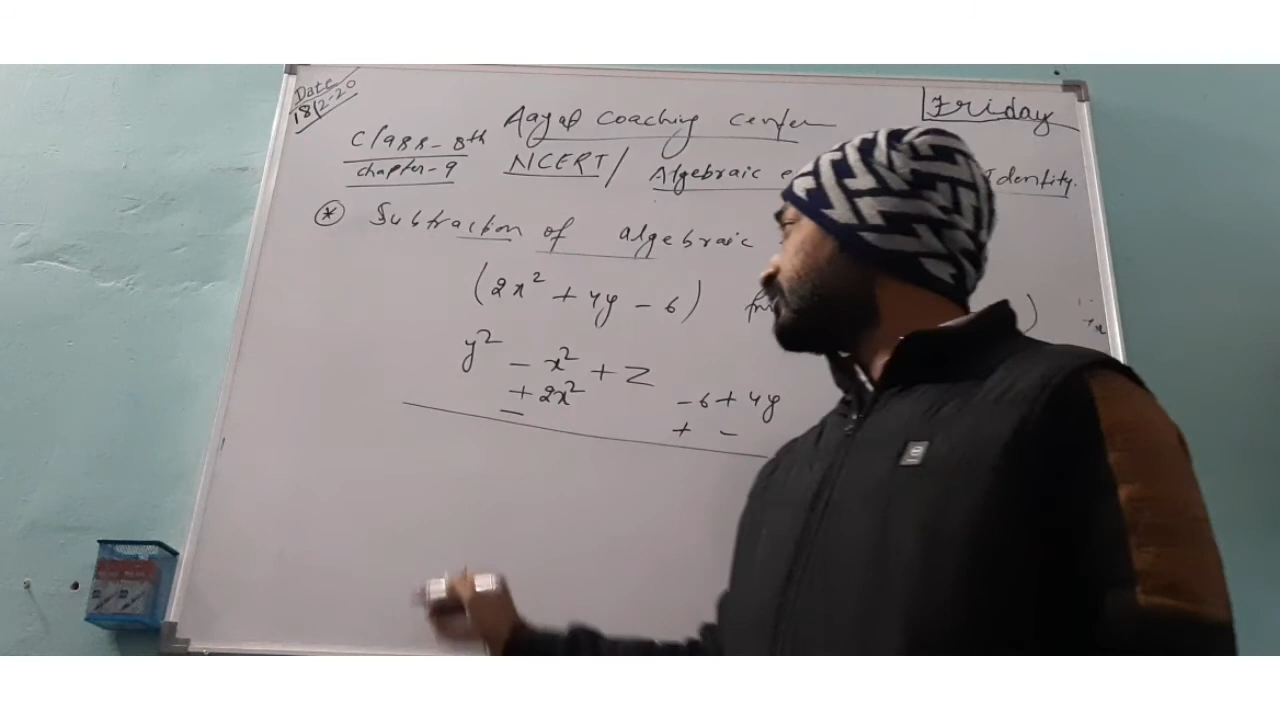 Date
18/2-20
Friday
Aayat Coaching Center
Class-8th
Chapter-9
NCERT/ Algebraic e Identity.
* Subtraction of algebraic
(2x² + 4y - 6) )
y² - x² + z
+ 2x² - 6 + 4y
- + -